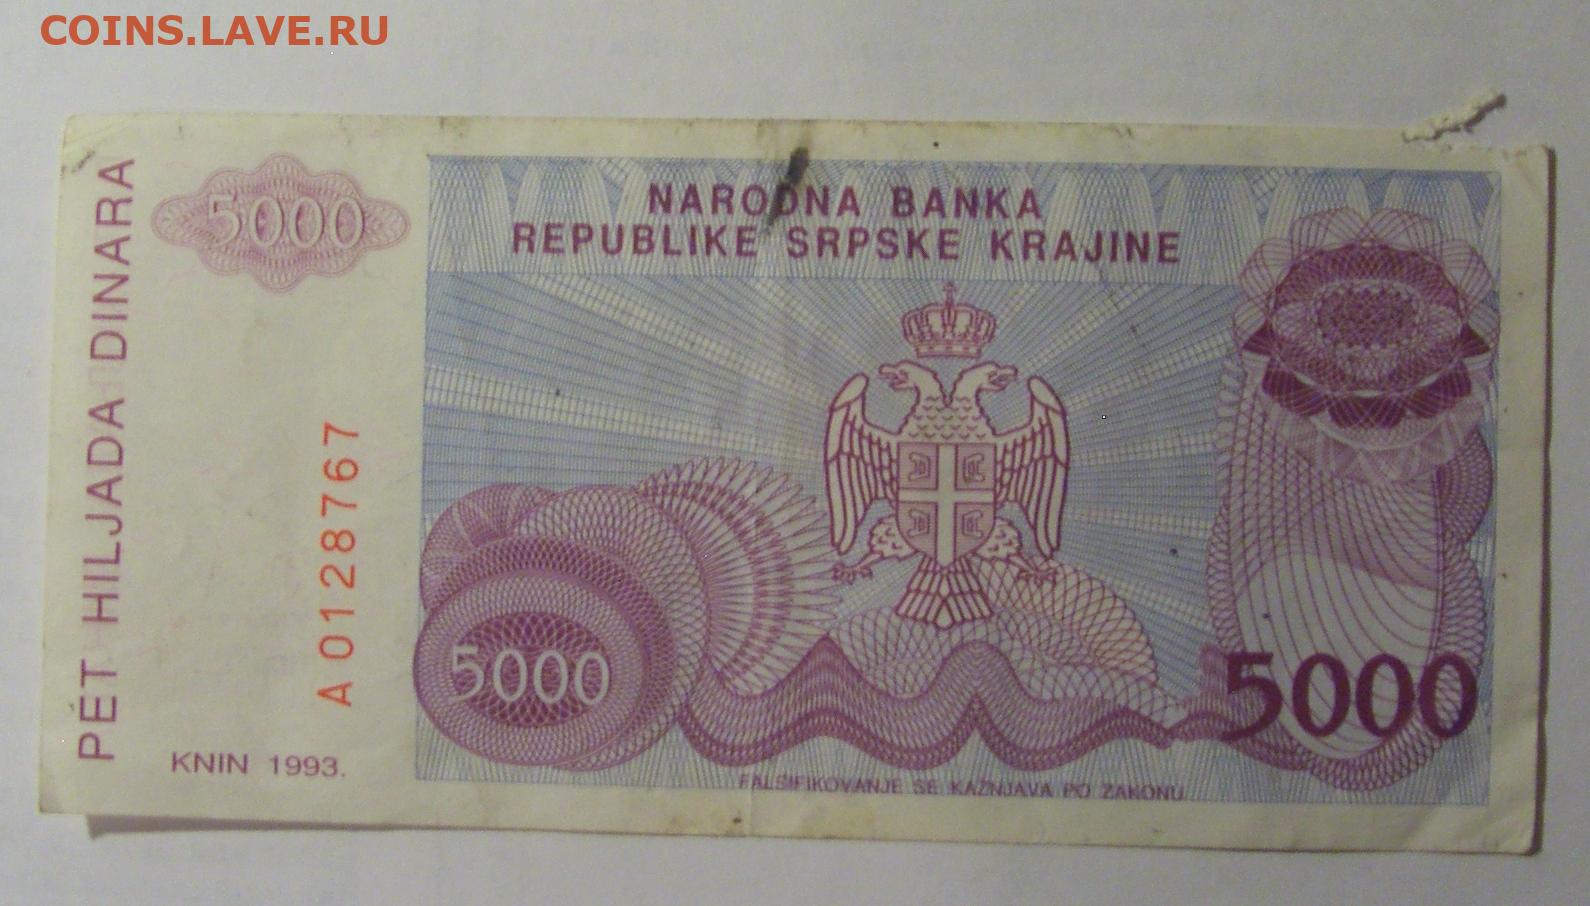 COINS.LAVE.RU
PET HILJADA DINARA
5000
NARODNA BANKA
REPUBLIKE SRPSKE KRAJINE
A 0128767
5000
5000
KNIN 1993.
FALSIFIKOVANJE SE KAŽNJAVA PO ZAKONU